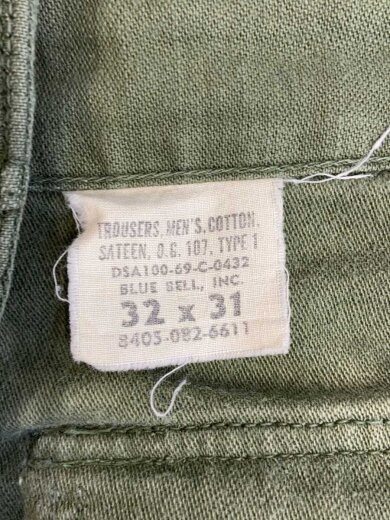 TROUSERS, MEN'S, COTTON.
SATEEN, O.G. 107, TYPE 1
DSA100-69-C-0432
BLUE BELL, INC.
32 x 31
8405-082-6611